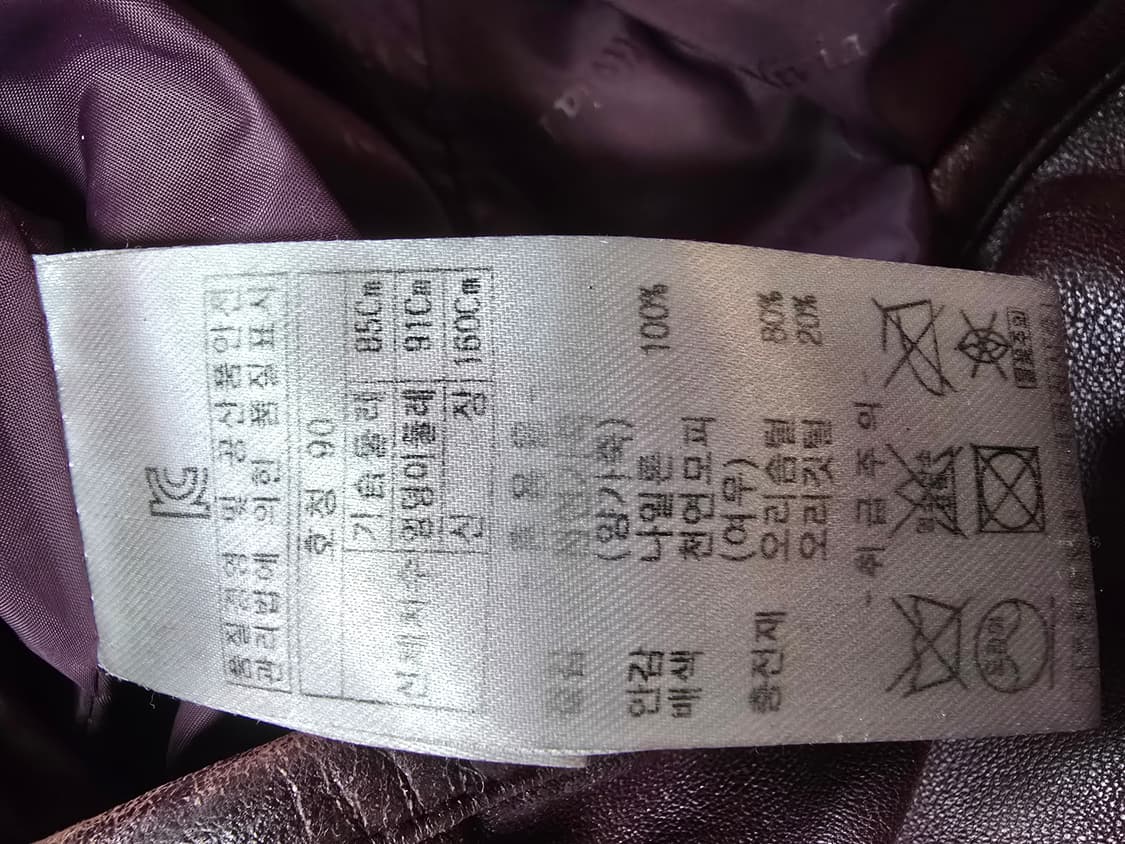 품질경영 및 공산품안전
관리법에 의한 품질표시
호칭 90
신체치수 가슴둘레 85Cm
엉덩이둘레 91Cm
신장 160Cm
겉감
(양가죽)
안감 나일론 100%
배색 천연모피
(여우)
충전재 오리솜털 80%
오리깃털 20%
- 취급주의 -
드라이